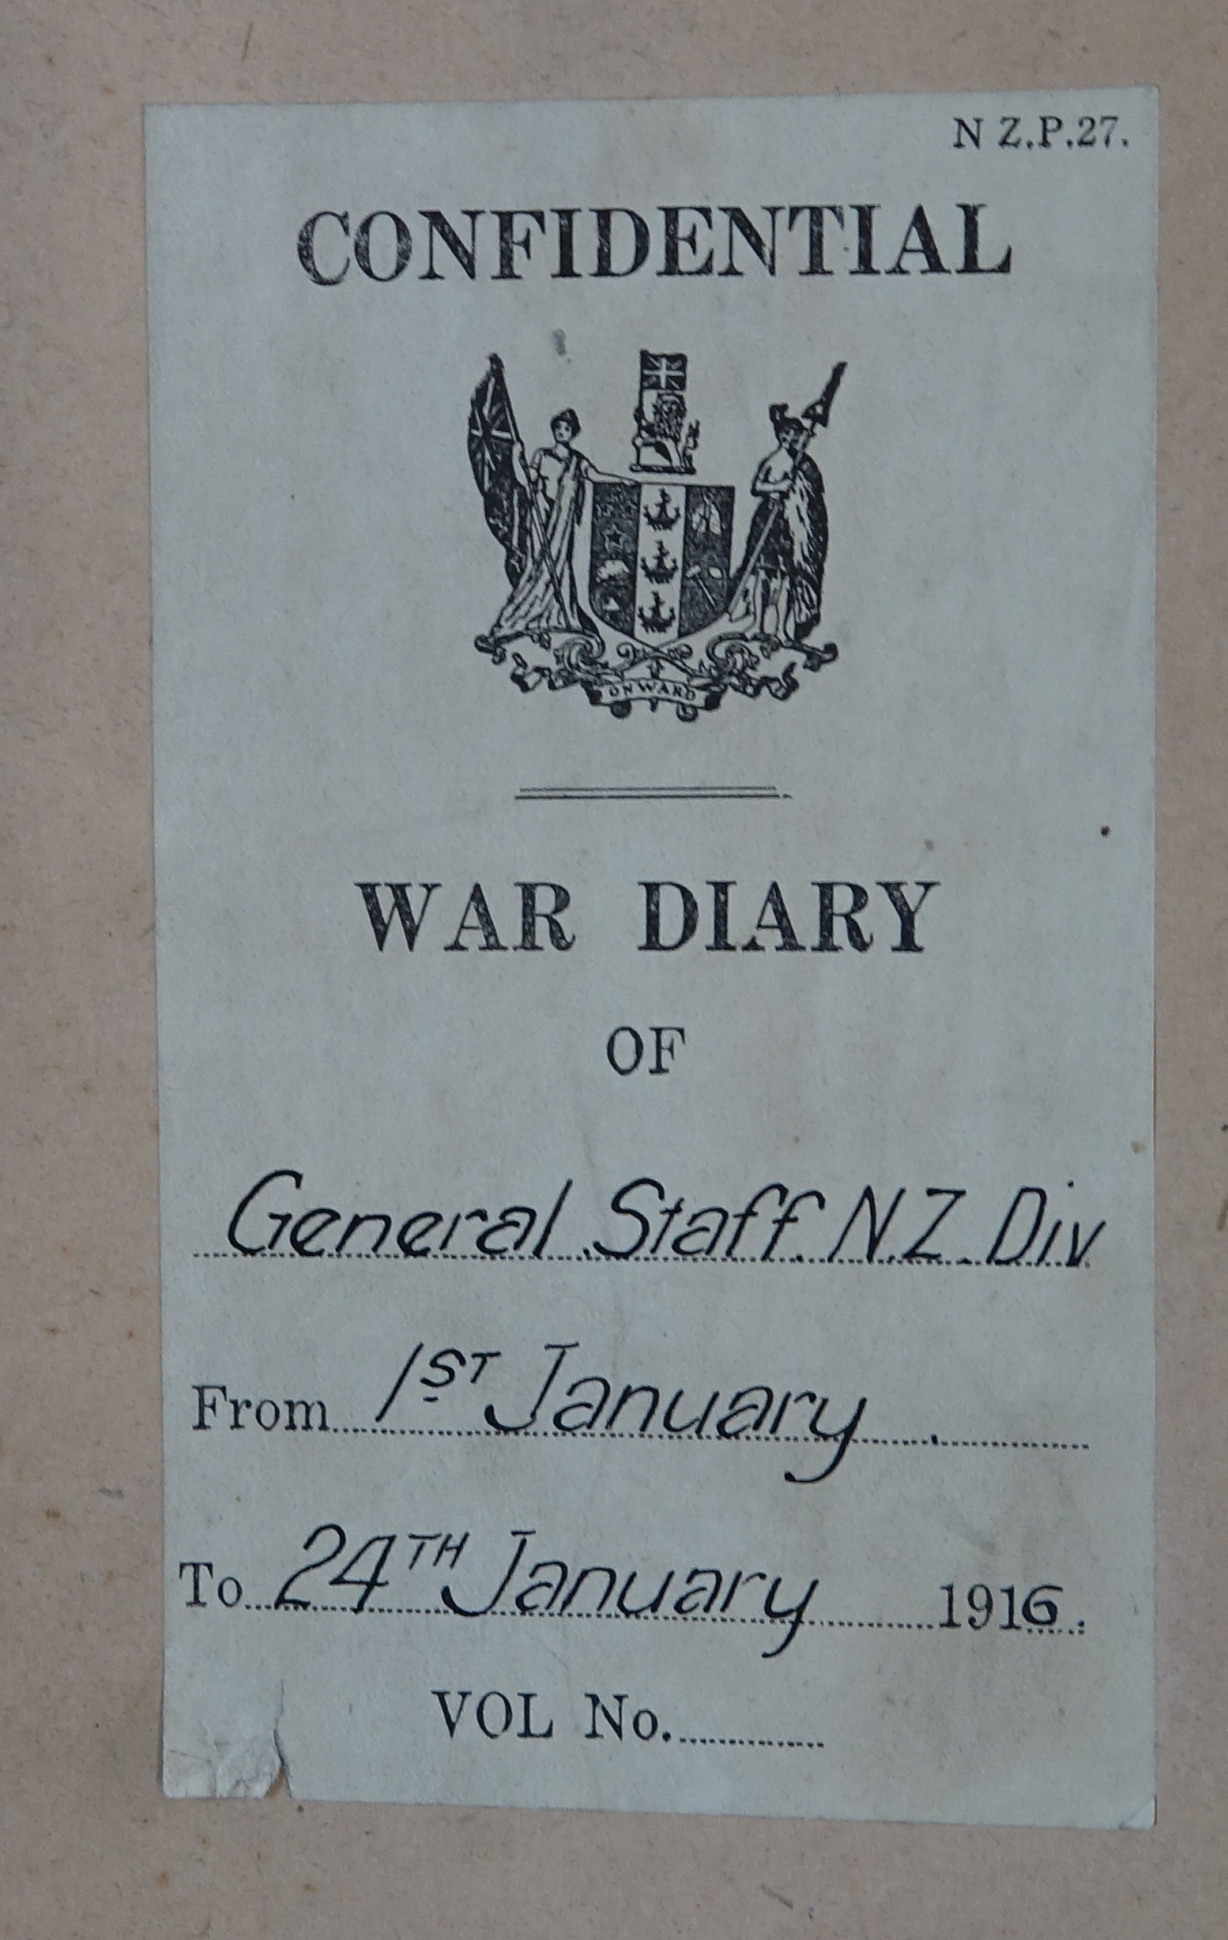 N Z.P.27.
CONFIDENTIAL
ONWARD
WAR DIARY
OF
General Staff. N.Z. Div
From 1ST January
To 24TH January 1916.
VOL No.